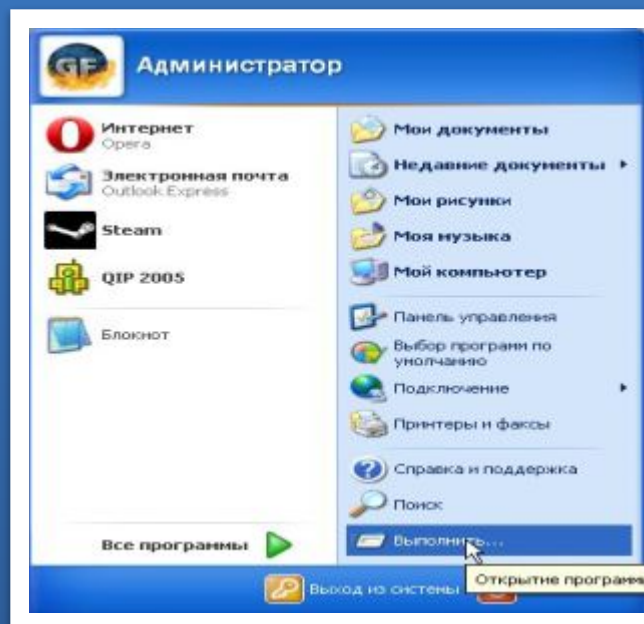 GF
Администратор
Интернет
Opera
Электронная почта
Outlook Express
Steam
QIP 2005
Блокнот
Все программы
Мои документы
Недавние документы
Мои рисунки
Моя музыка
Мой компьютер
Панель управления
Выбор программ по
умолчанию
Подключение
Принтеры и факсы
Справка и поддержка
Поиск
Выполнить...
Выход из системы
Открытие